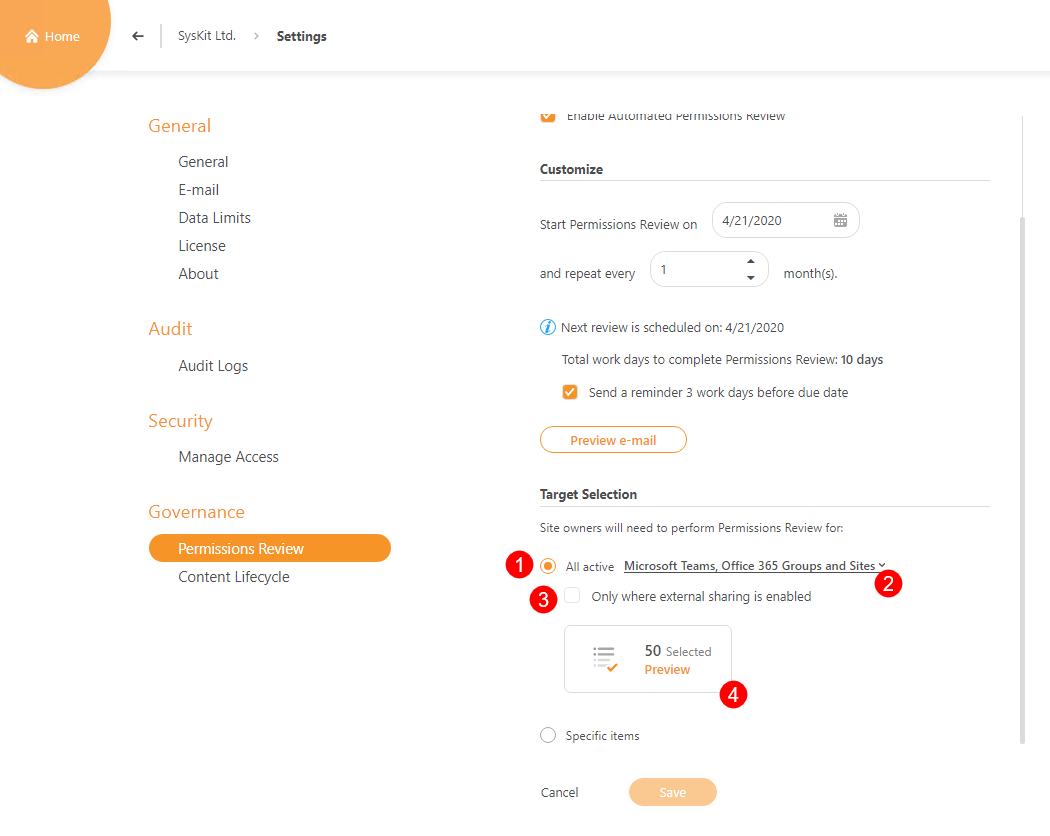 Home
SysKit Ltd. > Settings
General
General
E-mail
Data Limits
License
About
Audit
Audit Logs
Security
Manage Access
Governance
Permissions Review
Content Lifecycle
Enable Automated Permissions Review
Customize
Start Permissions Review on 4/21/2020
and repeat every 1 month(s).
Next review is scheduled on: 4/21/2020
Total work days to complete Permissions Review: 10 days
Send a reminder 3 work days before due date
Preview e-mail
Target Selection
Site owners will need to perform Permissions Review for:
1 All active Microsoft Teams, Office 365 Groups and Sites 2
3 Only where external sharing is enabled
50 Selected
Preview
4
Specific items
Cancel Save